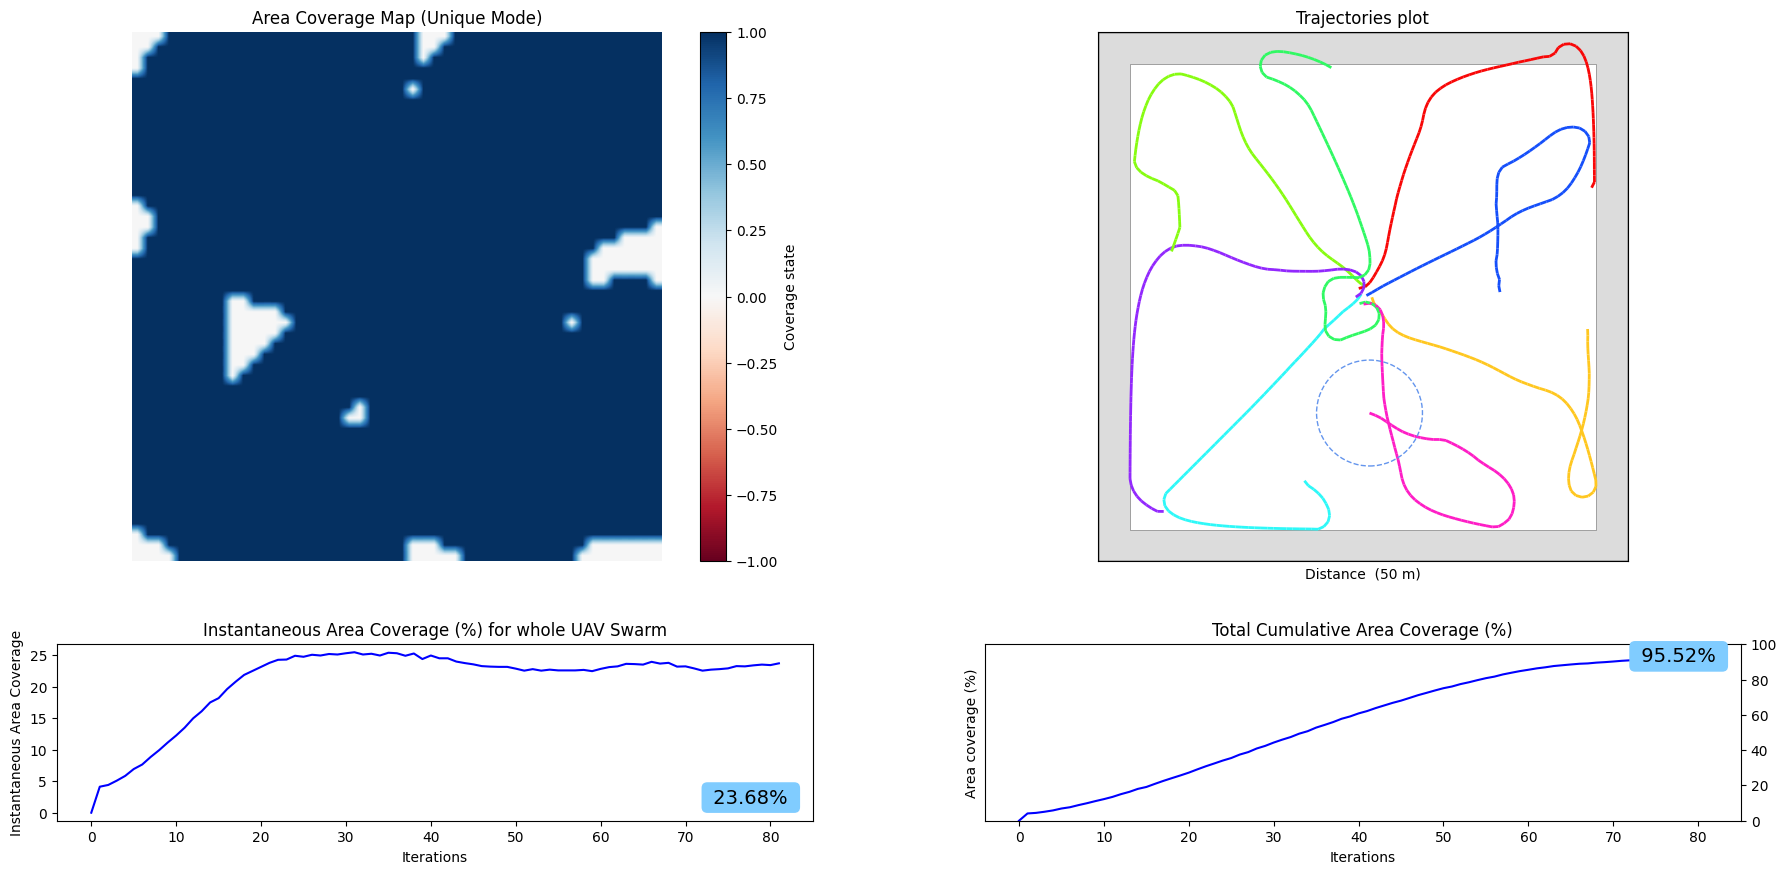 Area Coverage Map (Unique Mode)
1.00
0.75
0.50
0.25
0.00
−0.25
−0.50
−0.75
−1.00
Coverage state
Trajectories plot
Distance  (50 m)
Instantaneous Area Coverage (%) for whole UAV Swarm
Instantaneous Area Coverage
25
20
15
10
5
0
23.68%
0 10 20 30 40 50 60 70 80
Iterations
Total Cumulative Area Coverage (%)
Area coverage (%)
95.52%
100
80
60
40
20
0
0 10 20 30 40 50 60 70 80
Iterations